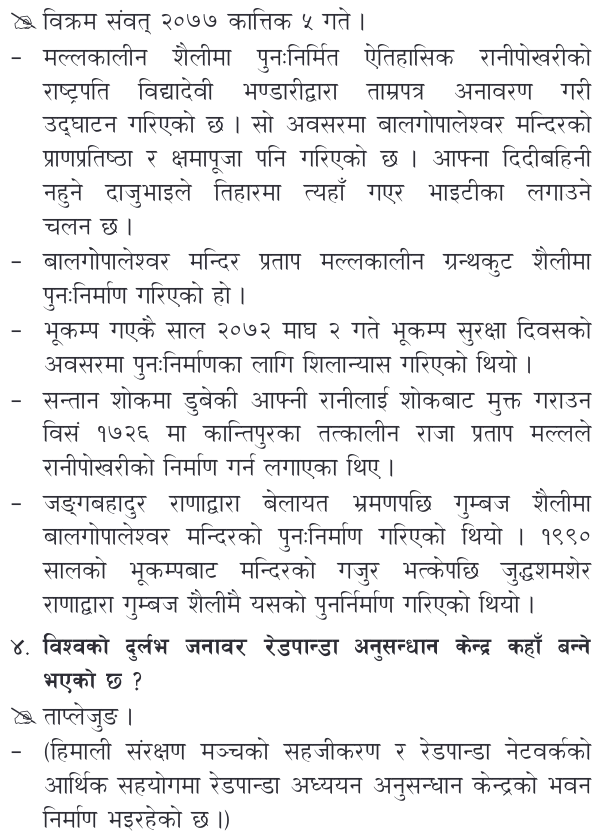 विक्रम संवत् २०७७ कात्तिक ५ गते ।
– मल्लकालीन शैलीमा पुनःनिर्मित ऐतिहासिक रानीपोखरीको
राष्ट्रपति विद्यादेवी भण्डारीद्वारा ताम्रपत्र अनावरण गरी
उद्घाटन गरिएको छ । सो अवसरमा बालगोपालेश्वर मन्दिरको
प्राणप्रतिष्ठा र क्षमापूजा पनि गरिएको छ । आफ्ना दिदीबहिनी
नहुने दाजुभाइले तिहारमा त्यहाँ गएर भाइटीका लगाउने
चलन छ ।
– बालगोपालेश्वर मन्दिर प्रताप मल्लकालीन ग्रन्थकुट शैलीमा
पुनःनिर्माण गरिएको हो ।
– भूकम्प गएकै साल २०७२ माघ २ गते भूकम्प सुरक्षा दिवसको
अवसरमा पुनःनिर्माणका लागि शिलान्यास गरिएको थियो ।
– सन्तान शोकमा डुबेकी आफ्नी रानीलाई शोकबाट मुक्त गराउन
विसं १७२६ मा कान्तिपुरका तत्कालीन राजा प्रताप मल्लले
रानीपोखरीको निर्माण गर्न लगाएका थिए ।
– जङ्गबहादुर राणाद्वारा बेलायत भ्रमणपछि गुम्बज शैलीमा
बालगोपालेश्वर मन्दिरको पुनःनिर्माण गरिएको थियो । १९९०
सालको भूकम्पबाट मन्दिरको गजुर भत्केपछि जुद्धशमशेर
राणाद्वारा गुम्बज शैलीमै यसको पुनर्निर्माण गरिएको थियो ।
४. विश्वको दुर्लभ जनावर रेडपान्डा अनुसन्धान केन्द्र कहाँ बन्ने
भएको छ ?
ताप्लेजुङ ।
– (हिमाली संरक्षण मञ्चको सहजीकरण र रेडपान्डा नेटवर्कको
आर्थिक सहयोगमा रेडपान्डा अध्ययन अनुसन्धान केन्द्रको भवन
निर्माण भइरहेको छ ।)